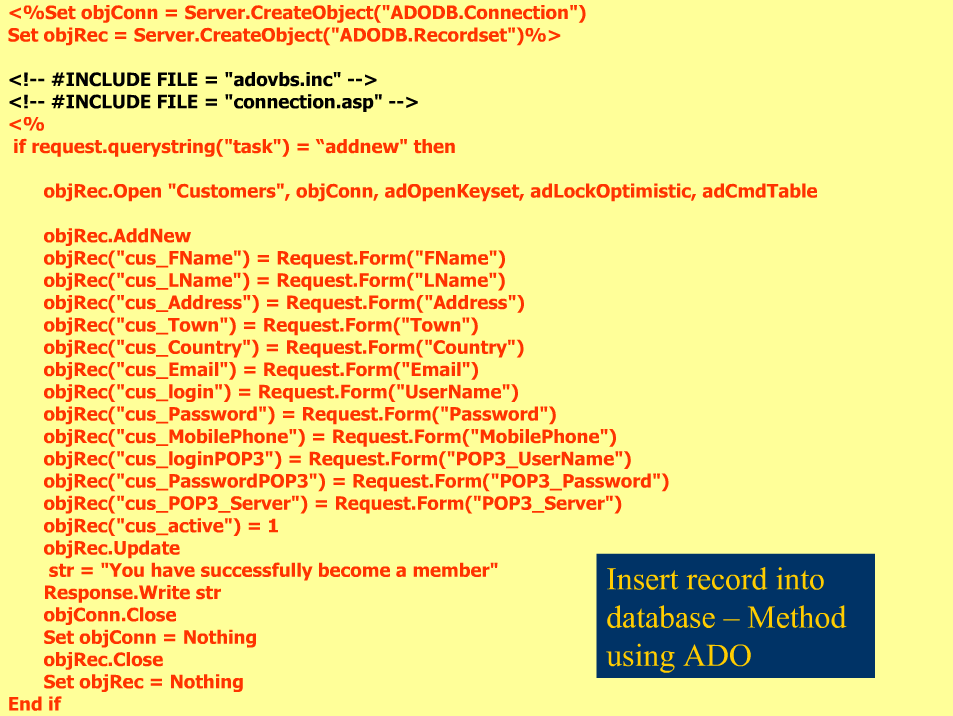 <%Set objConn = Server.CreateObject("ADODB.Connection")
Set objRec = Server.CreateObject("ADODB.Recordset")%>
<!-- #INCLUDE FILE = "adovbs.inc" -->
<!-- #INCLUDE FILE = "connection.asp" -->
<%
if request.querystring("task") = “addnew" then
objRec.Open "Customers", objConn, adOpenKeyset, adLockOptimistic, adCmdTable
objRec.AddNew
objRec("cus_FName") = Request.Form("FName")
objRec("cus_LName") = Request.Form("LName")
objRec("cus_Address") = Request.Form("Address")
objRec("cus_Town") = Request.Form("Town")
objRec("cus_Country") = Request.Form("Country")
objRec("cus_Email") = Request.Form("Email")
objRec("cus_login") = Request.Form("UserName")
objRec("cus_Password") = Request.Form("Password")
objRec("cus_MobilePhone") = Request.Form("MobilePhone")
objRec("cus_loginPOP3") = Request.Form("POP3_UserName")
objRec("cus_PasswordPOP3") = Request.Form("POP3_Password")
objRec("cus_POP3_Server") = Request.Form("POP3_Server")
objRec("cus_active") = 1
objRec.Update
str = "You have successfully become a member"
Response.Write str
objConn.Close
Set objConn = Nothing
objRec.Close
Set objRec = Nothing
End if
Insert record into
database – Method
using ADO